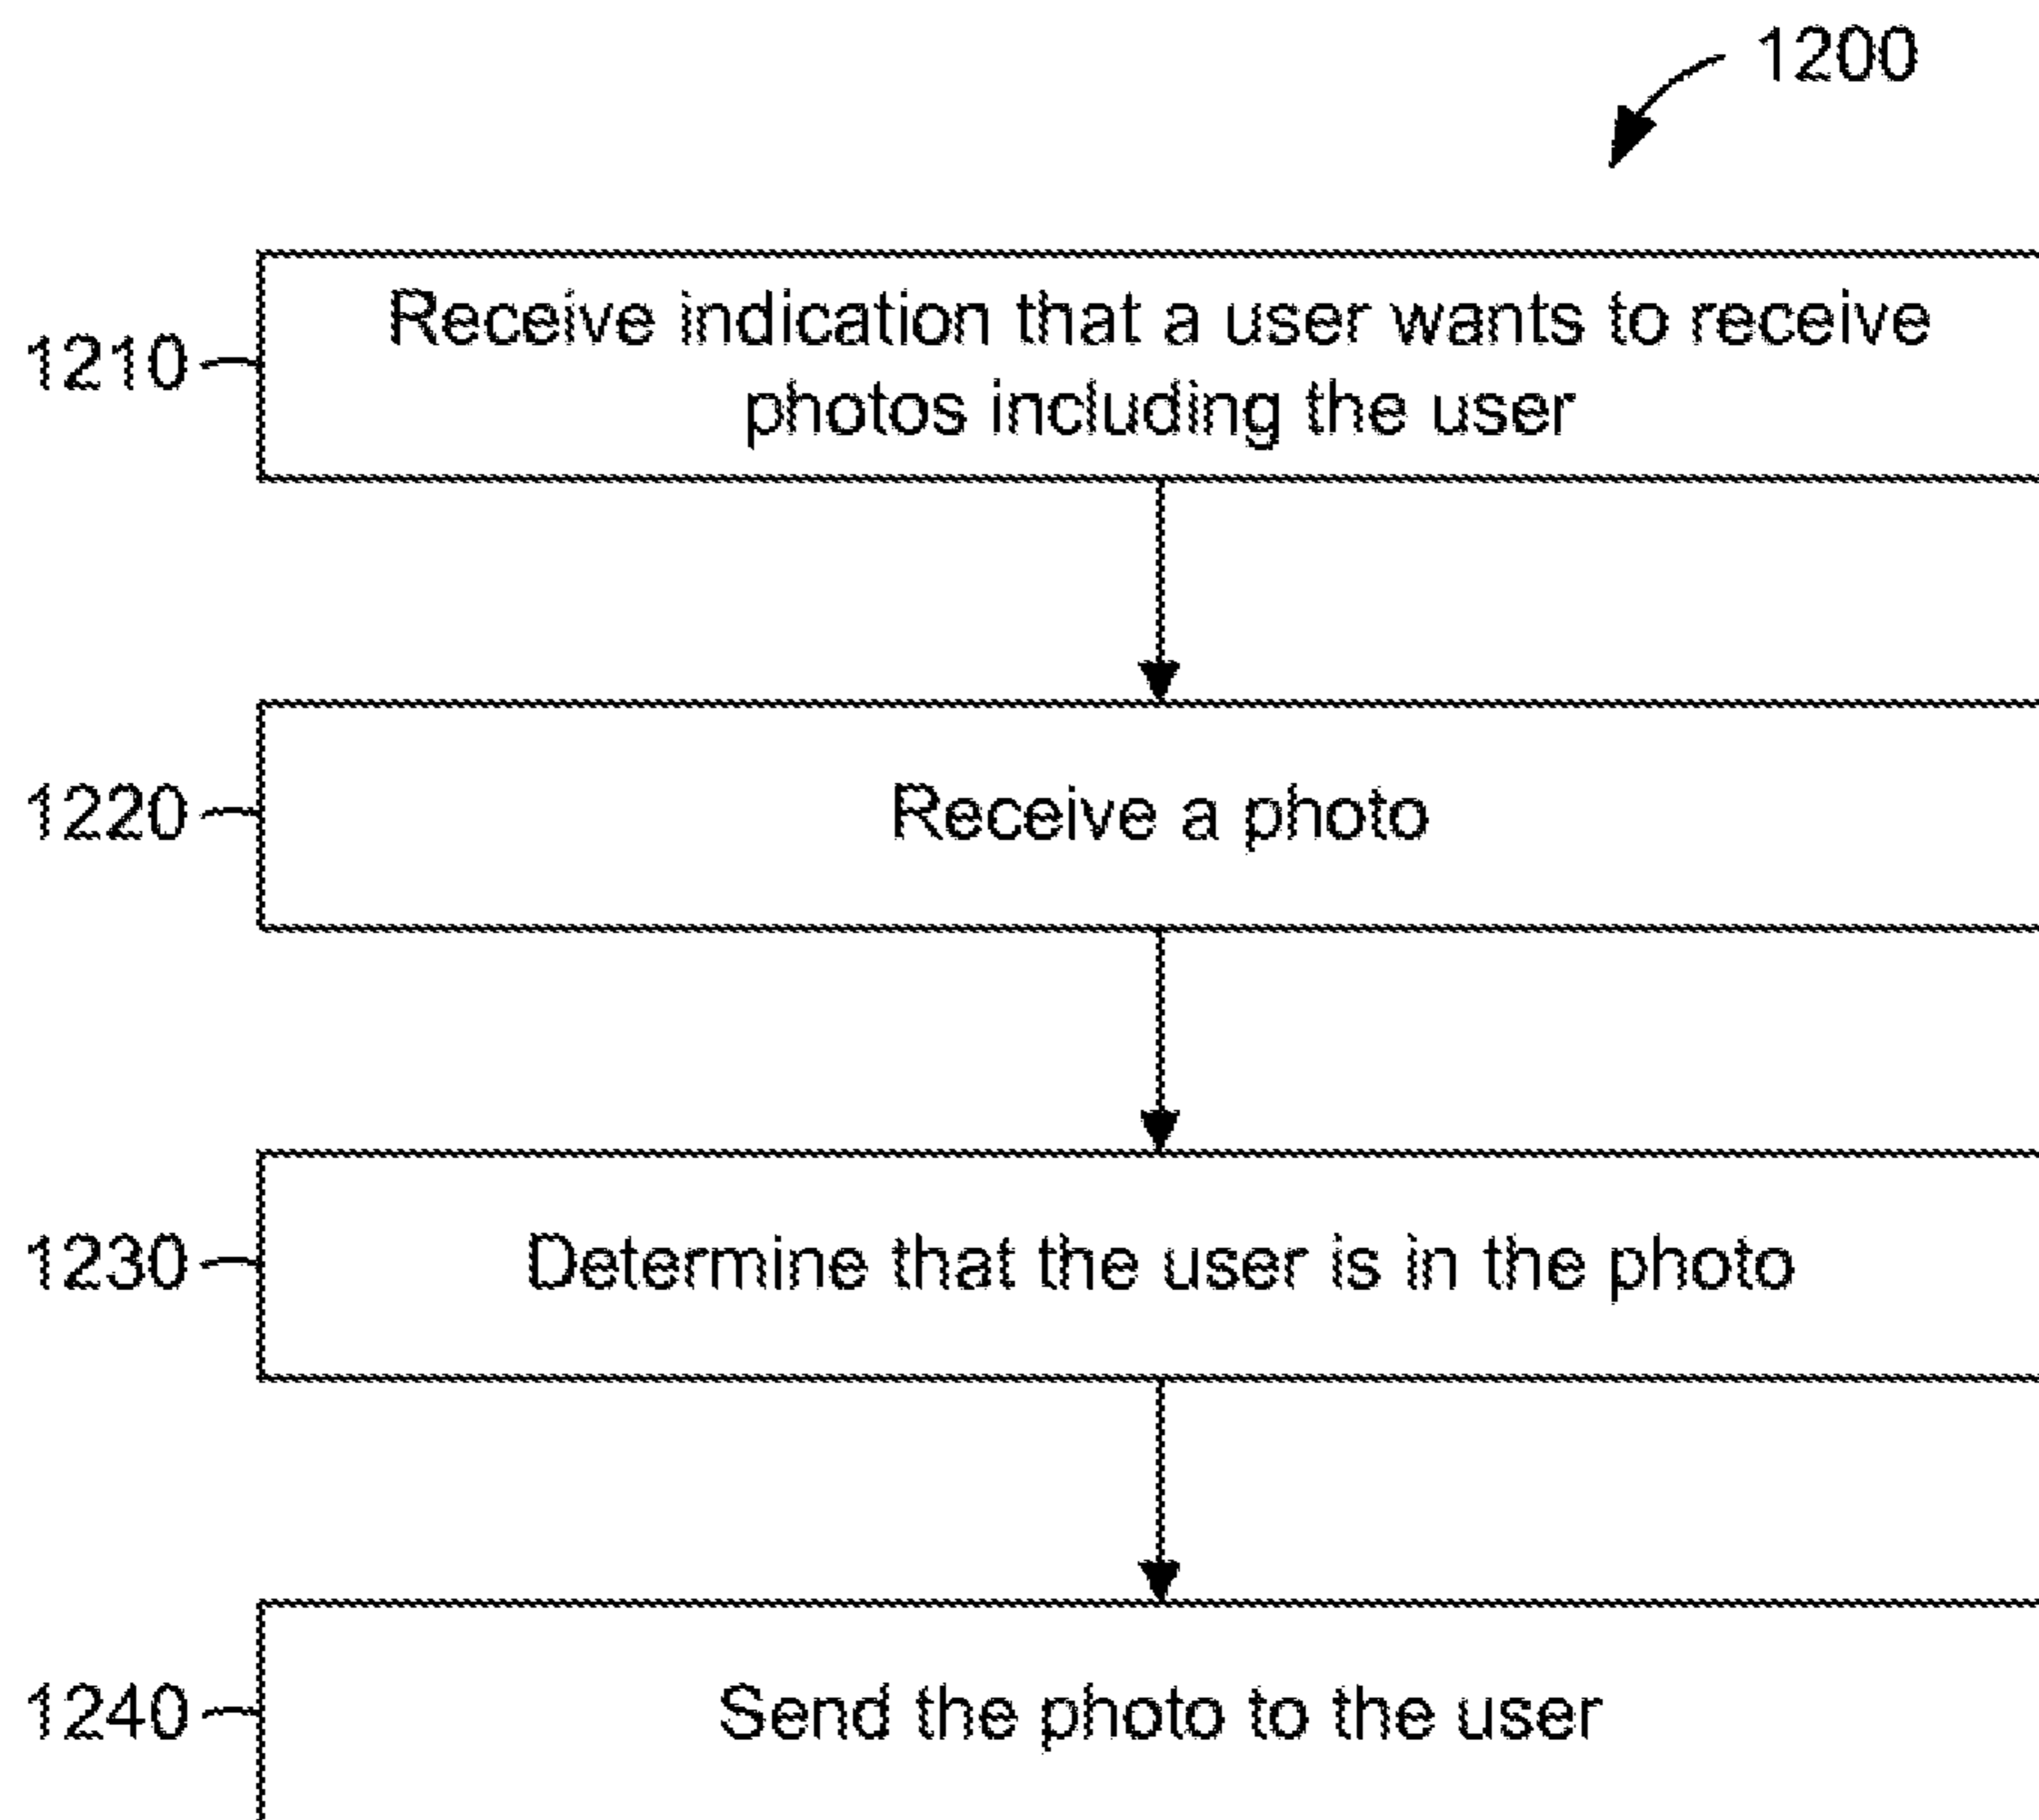 1200
1210
Receive indication that a user wants to receive
photos including the user
1220
Receive a photo
1230
Determine that the user is in the photo
1240
Send the photo to the user